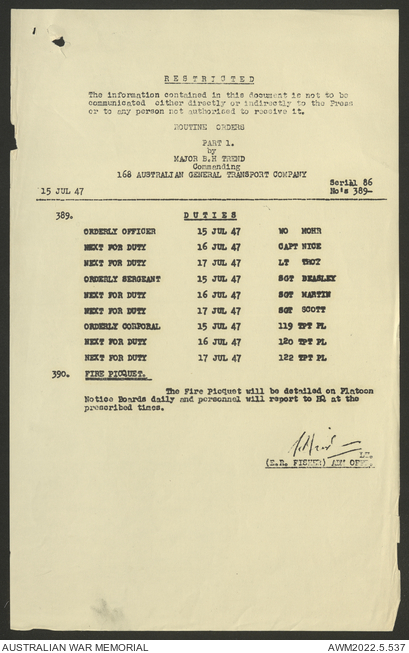 RESTRICTED
The information contained in this document is not to be
communicated either directly or indirectly to the Press
or to any person not authorised to receive it.
ROUTINE ORDERS
PART 1.
by
MAJOR B.H TREND
Commanding
168 AUSTRALIAN GENERAL TRANSPORT COMPANY
Serial 86
15 JUL 47 No's 389-
389. DUTIES
ORDERLY OFFICER 15 JUL 47 WO MOHR
NEXT FOR DUTY 16 JUL 47 CAPT NICE
NEXT FOR DUTY 17 JUL 47 LT
ORDERLY SERGEANT 15 JUL 47 SGT BEASLEY
NEXT FOR DUTY 16 JUL 47 SGT MARTIN
NEXT FOR DUTY 17 JUL 47 SGT SCOTT
ORDERLY CORPORAL 15 JUL 47 119 TPT PL
NEXT FOR DUTY 16 JUL 47 120 TPT PL
NEXT FOR DUTY 17 JUL 47 122 TPT PL
390. FIRE PICQUET.
The Fire Picquet will be detailed on Platoon
Notice Boards daily and personnel will report to HQ at the
prescribed times.
LT.
(E.R. FISHER)
AUSTRALIAN WAR MEMORIAL AWM2022.5.537